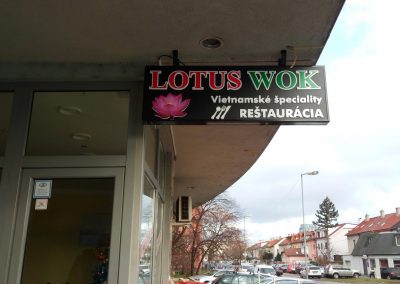 LOTUS WOK
Vietnamské špeciality
REŠTAURÁCIA